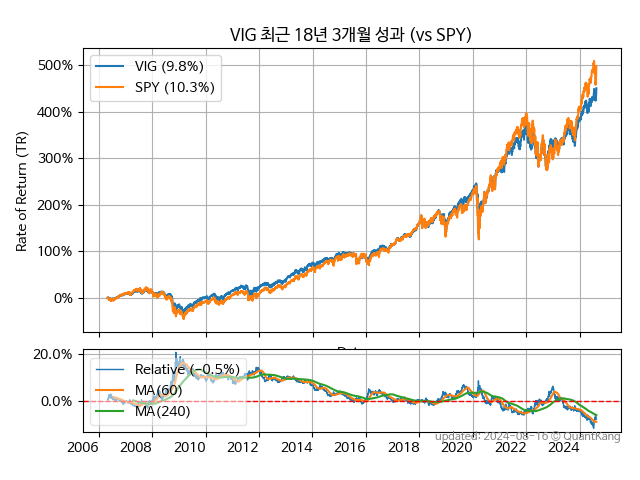 VIG 최근 18년 3개월 성과 (vs SPY)
500%
400%
300%
200%
100%
0%
Rate of Return (TR)
VIG (9.8%)
SPY (10.3%)
20.0%
0.0%
Relative (−0.5%)
MA(60)
MA(240)
2006 2008 2010 2012 2014 2016 2018 2020 2022 2024
updated: 2024-08-16 © QuantKang